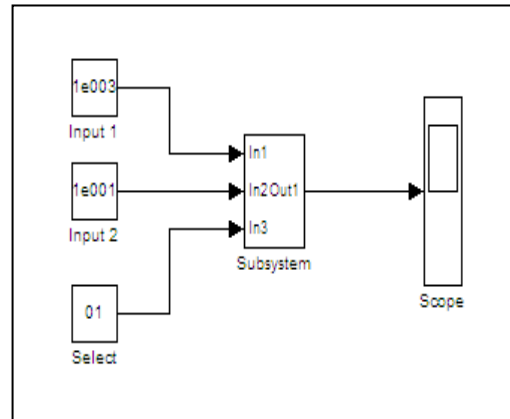 1e003
Input 1
1e001
Input 2
01
Select
In1
In2Out1
In3
Subsystem
Scope